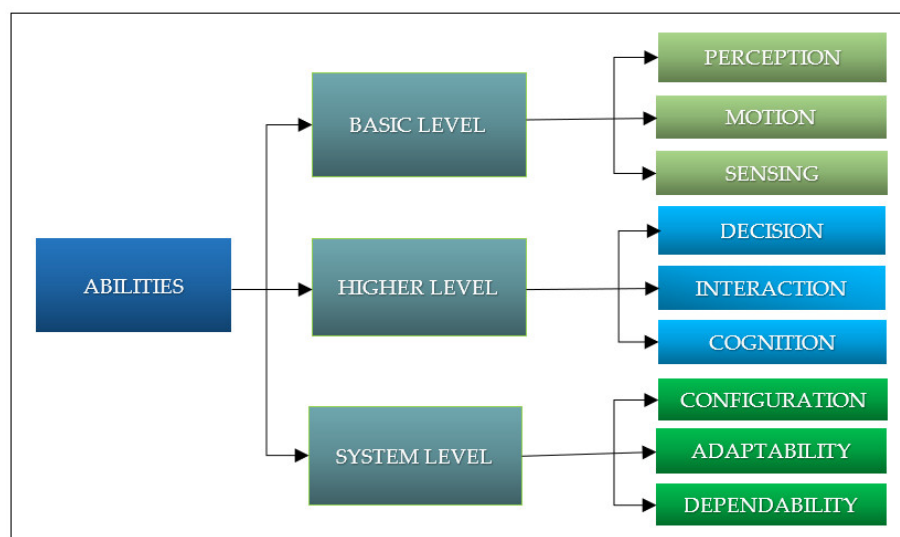 ABILITIES
BASIC LEVEL
PERCEPTION
MOTION
SENSING
HIGHER LEVEL
DECISION
INTERACTION
COGNITION
SYSTEM LEVEL
CONFIGURATION
ADAPTABILITY
DEPENDABILITY